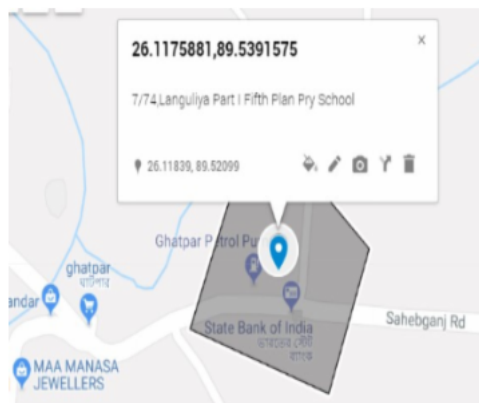 26.1175881,89.5391575
7/74,Languliya Part I Fifth Plan Pry School
26.11839, 89.52099
Ghatpar Petrol Pu
ghatpar
ঘাটপার
andar
Sahebganj Rd
State Bank of India
ভারতের স্টেট
ব্যাংক
MAA MANASA
JEWELLERS